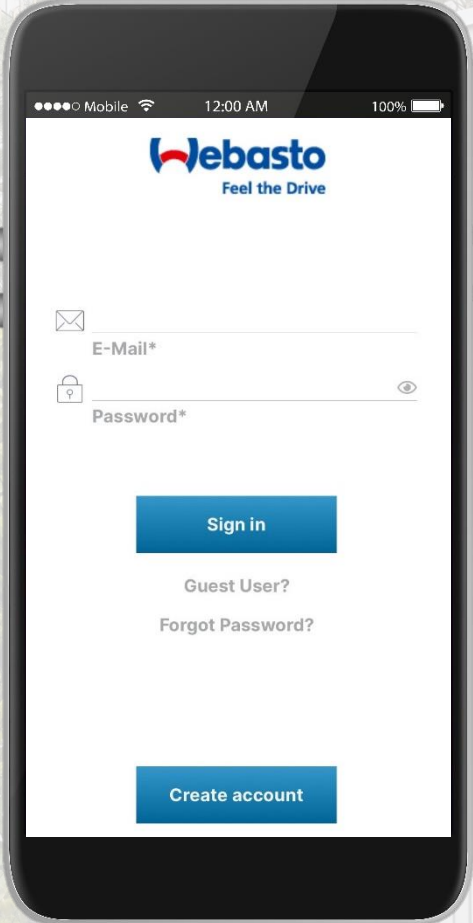 Mobile 12:00 AM 100%
Webasto
Feel the Drive
E-Mail*
Password*
Sign in
Guest User?
Forgot Password?
Create account